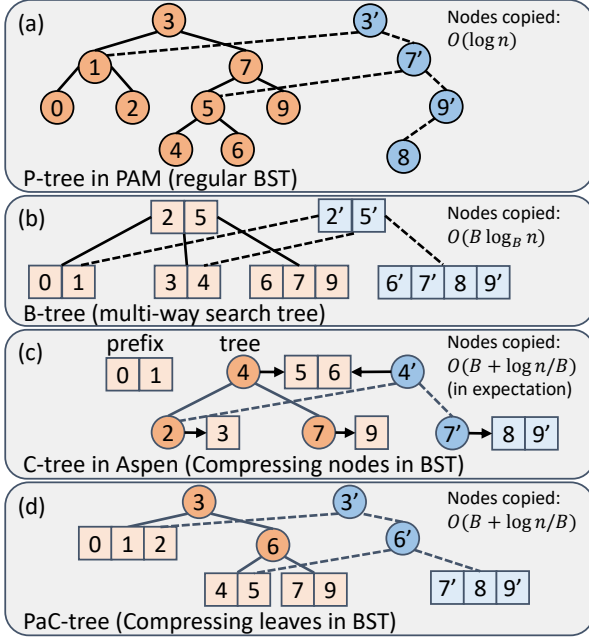 (a)
3
3'
Nodes copied:
O(log n)
1
7
7'
0
2
5
9
9'
4
6
8
P-tree in PAM (regular BST)
(b)
2 5
2' 5'
Nodes copied:
O(B log_B n)
0 1
3 4
6 7 9
6' 7' 8 9'
B-tree (multi-way search tree)
(c)
prefix
tree
Nodes copied:
O(B + log n/B)
(in expectation)
0 1
4
5 6
4'
2
3
7
9
7'
8 9'
C-tree in Aspen (Compressing nodes in BST)
(d)
3
3'
Nodes copied:
O(B + log n/B)
0 1 2
6
6'
4 5
7 9
7' 8 9'
PaC-tree (Compressing leaves in BST)